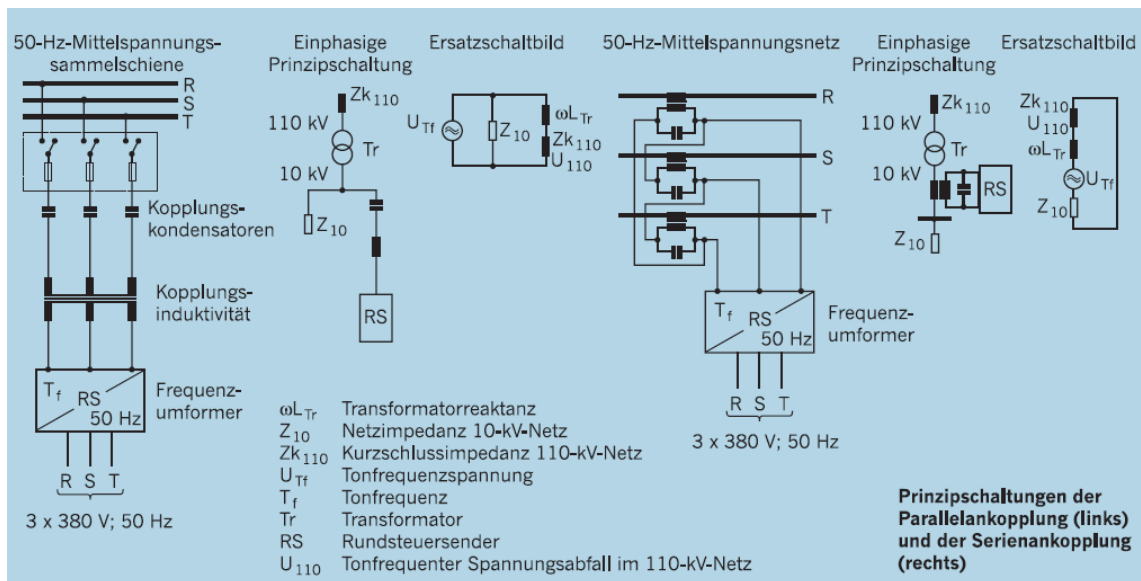 50-Hz-Mittelspannungs-
sammelschiene
R
S
T
Kopplungs-
kondensatoren
Kopplungs-
induktivität
Tf
RS
50 Hz
Frequenz-
umformer
R S T
3 x 380 V; 50 Hz
Einphasige
Prinzipschaltung
Zk110
110 kV
Tr
10 kV
Z10
RS
Ersatzschaltbild
UTf
Z10
ωLTr
Zk110
U110
50-Hz-Mittelspannungsnetz
R
S
T
Tf
RS
50 Hz
Frequenz-
umformer
R S T
3 x 380 V; 50 Hz
Einphasige
Prinzipschaltung
Zk110
110 kV
Tr
10 kV
RS
Z10
Ersatzschaltbild
Zk110
U110
ωLTr
UTf
Z10
ωLTr Transformatorreaktanz
Z10 Netzimpedanz 10-kV-Netz
Zk110 Kurzschlussimpedanz 110-kV-Netz
UTf Tonfrequenzspannung
Tf Tonfrequenz
Tr Transformator
RS Rundsteuersender
U110 Tonfrequenter Spannungsabfall im 110-kV-Netz
Prinzipschaltungen der
Parallelankopplung (links)
und der Serienankopplung
(rechts)